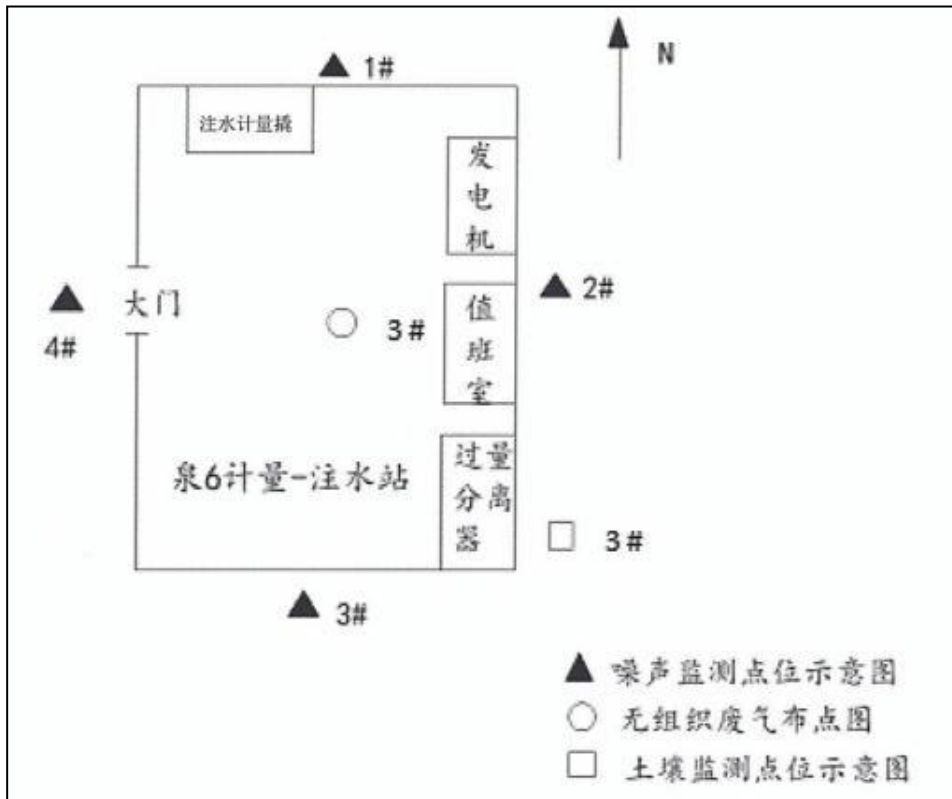 1#
N
注水计量撬
发
电
机
2#
大门
4#
3#
值
班
室
泉6计量-注水站
过量
分离
器
3#
3#
噪声监测点位示意图
无组织废气布点图
土壤监测点位示意图